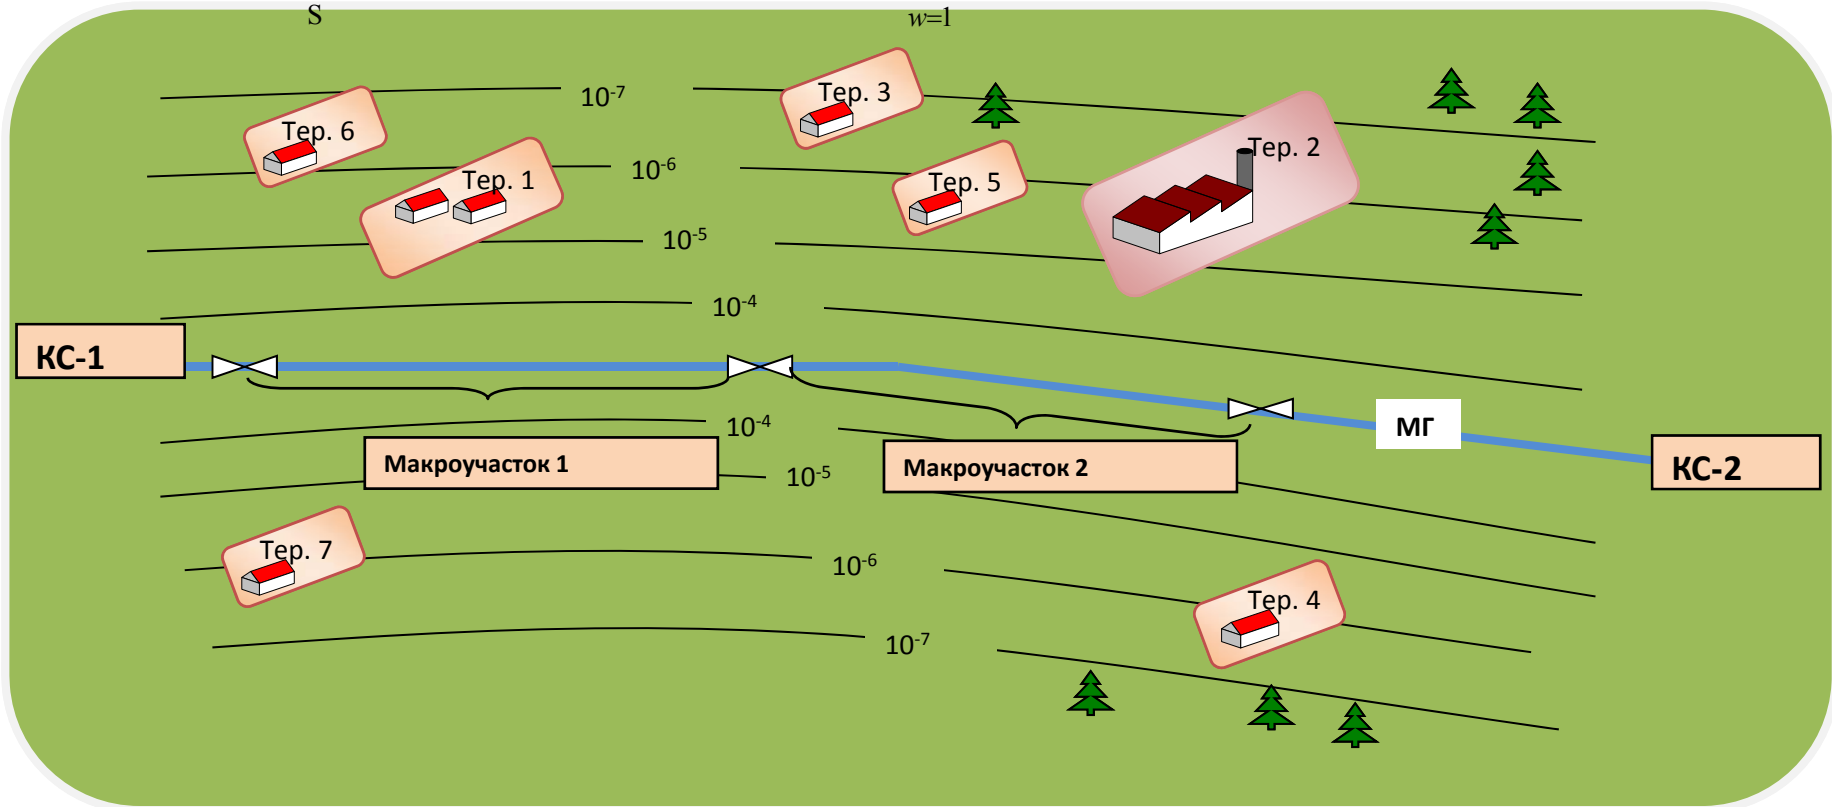 S w=1
10-7 Тер. 3
Тер. 6 Тер. 2
10-6 Тер. 1 Тер. 5
10-5
10-4
КС-1
10-4 МГ
Макроучасток 1 Макроучасток 2 КС-2
10-5
Тер. 7 10-6
Тер. 4
10-7